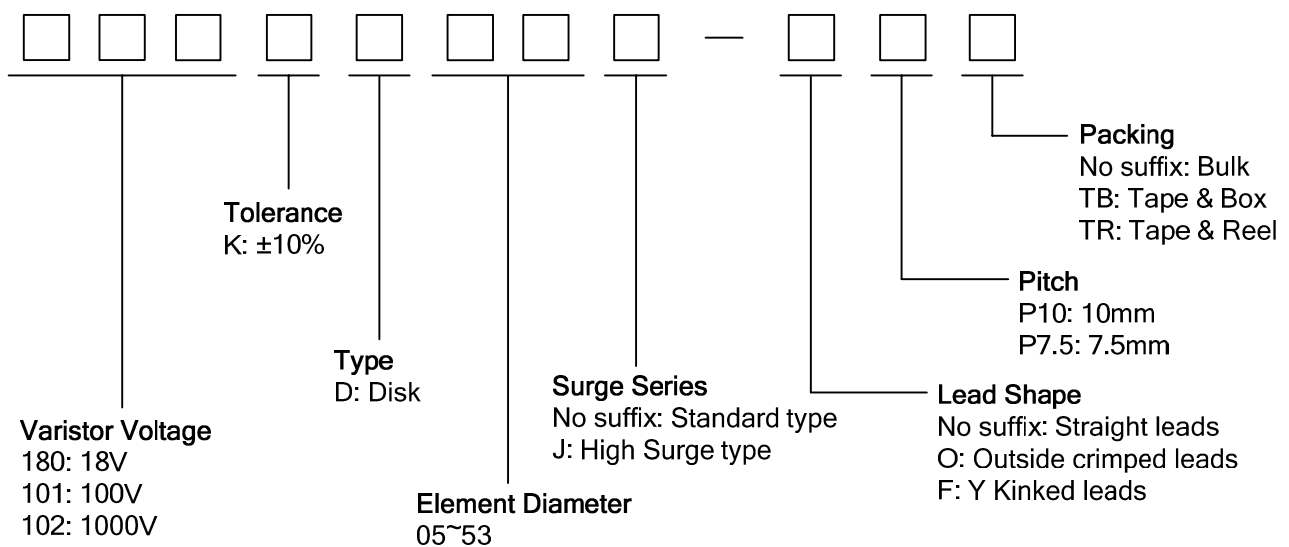 Packing
No suffix: Bulk
TB: Tape & Box
TR: Tape & Reel
Tolerance
K: ±10%
Pitch
P10: 10mm
P7.5: 7.5mm
Type
D: Disk
Surge Series
No suffix: Standard type
J: High Surge type
Lead Shape
No suffix: Straight leads
O: Outside crimped leads
F: Y Kinked leads
Varistor Voltage
180: 18V
101: 100V
102: 1000V
Element Diameter
05~53